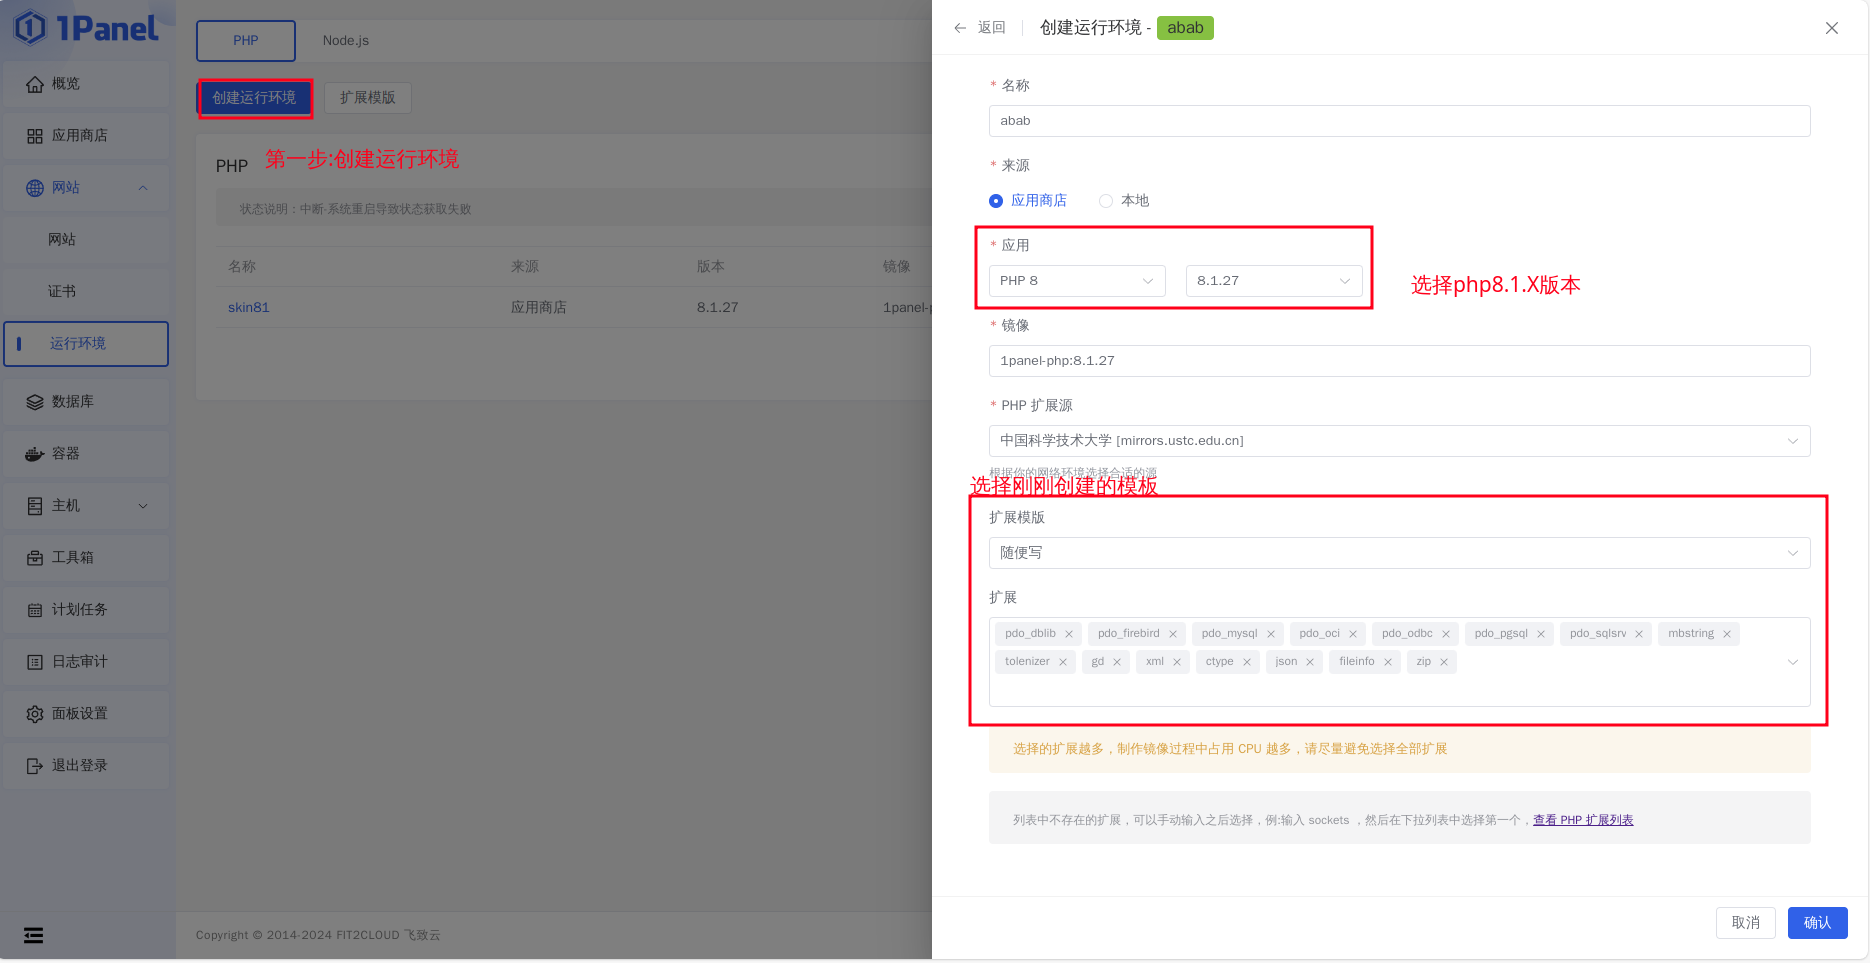 1Panel
概览
应用商店
网站
网站
证书
运行环境
数据库
容器
主机
工具箱
计划任务
日志审计
面板设置
退出登录
PHP
Node.js
创建运行环境
扩展模版
PHP
第一步:创建运行环境
状态说明：中断-系统重启导致状态获取失败
名称 来源 版本 镜像
skin81 应用商店 8.1.27 1panel-p
Copyright © 2014-2024 FIT2CLOUD 飞致云
返回
创建运行环境 - abab
* 名称
abab
* 来源
应用商店 本地
* 应用
PHP 8 8.1.27
选择php8.1.X版本
* 镜像
1panel-php:8.1.27
* PHP 扩展源
中国科学技术大学 [mirrors.ustc.edu.cn]
根据你的网络环境选择合适的源
选择刚刚创建的模板
扩展模版
随便写
扩展
pdo_dblib pdo_firebird pdo_mysql pdo_oci pdo_odbc pdo_pgsql pdo_sqlsrv mbstring
tolenizer gd xml ctype json fileinfo zip
选择的扩展越多，制作镜像过程中占用 CPU 越多，请尽量避免选择全部扩展
列表中不存在的扩展，可以手动输入之后选择，例:输入 sockets ，然后在下拉列表中选择第一个，查看 PHP 扩展列表
取消
确认